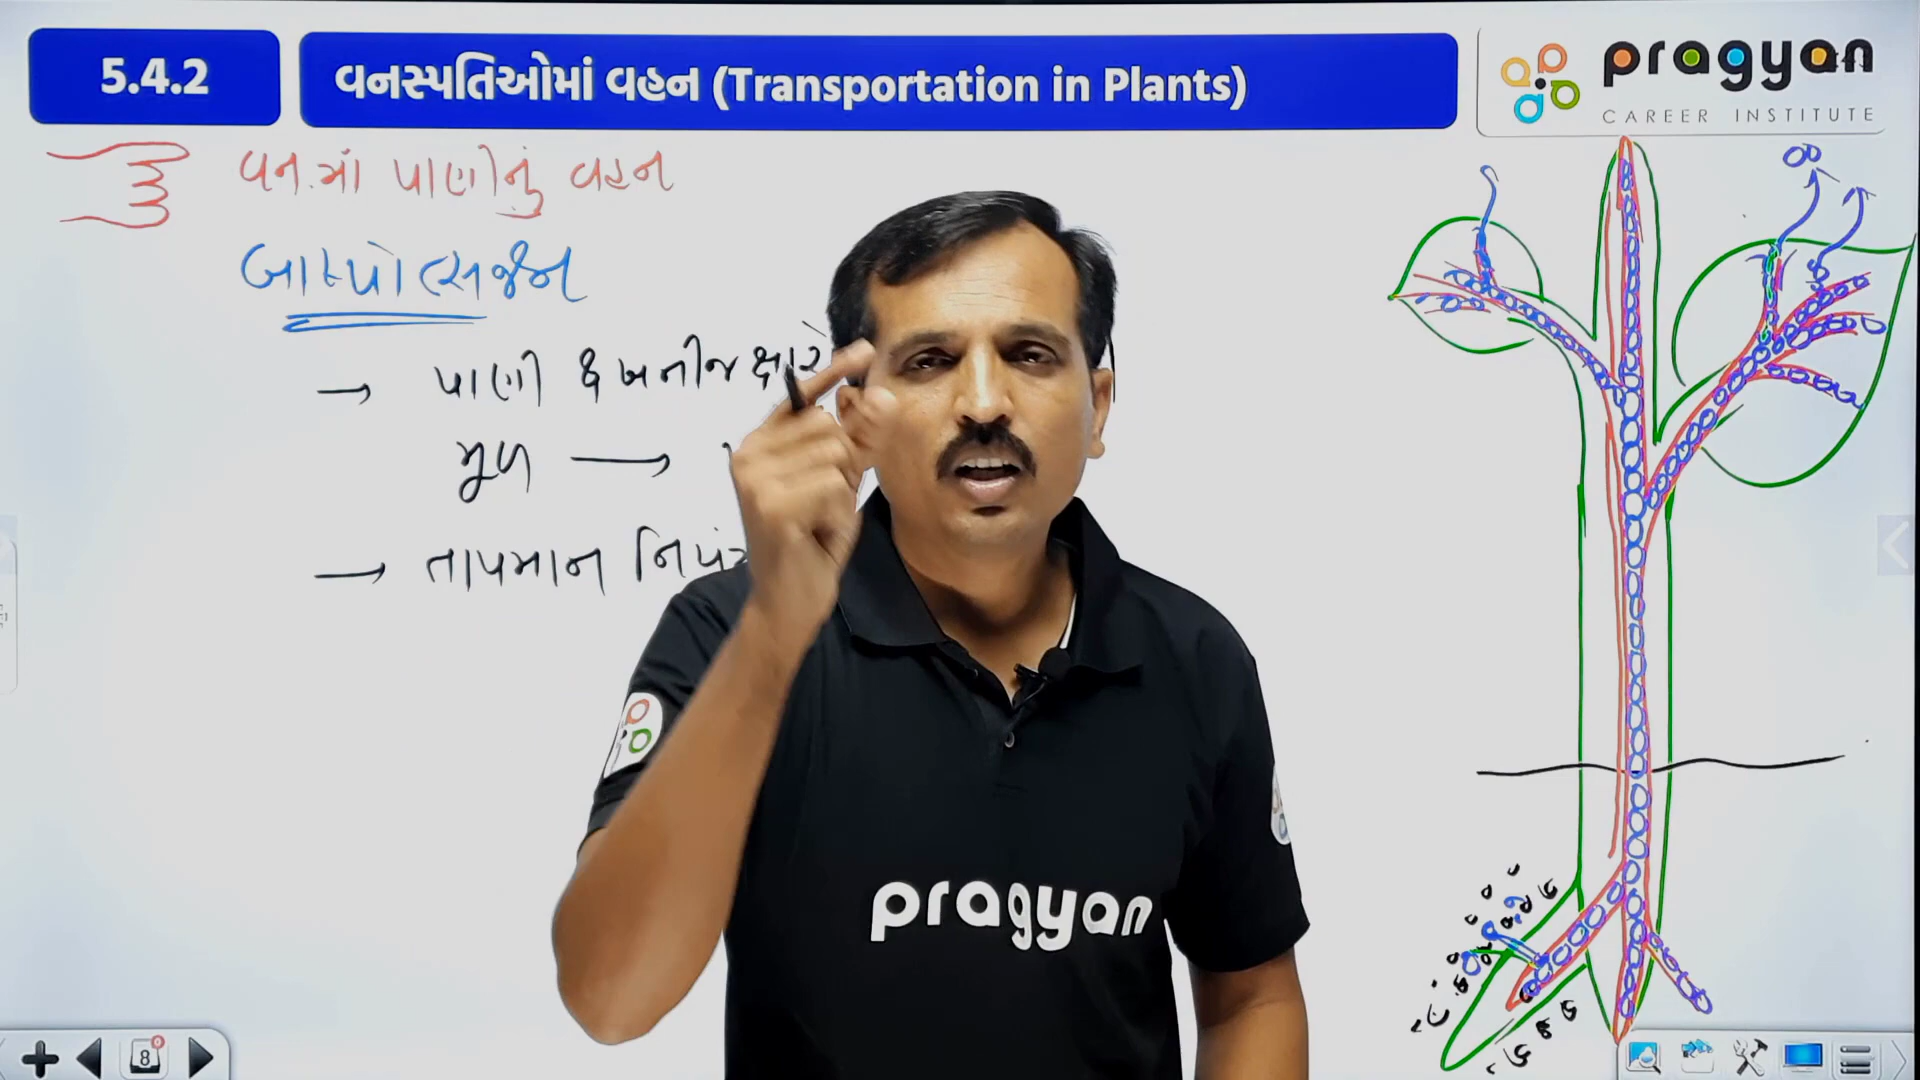 5.4.2
વનસ્પતિઓમાં વહન (Transportation in Plants)
pragyan
CAREER INSTITUTE
વન.માં પાણીનું વહન
બાષ્પોત્સર્જન
→ પાણી & ખનીજ ક્ષારો
મૂળ →
→ તાપમાન
pragyan
8